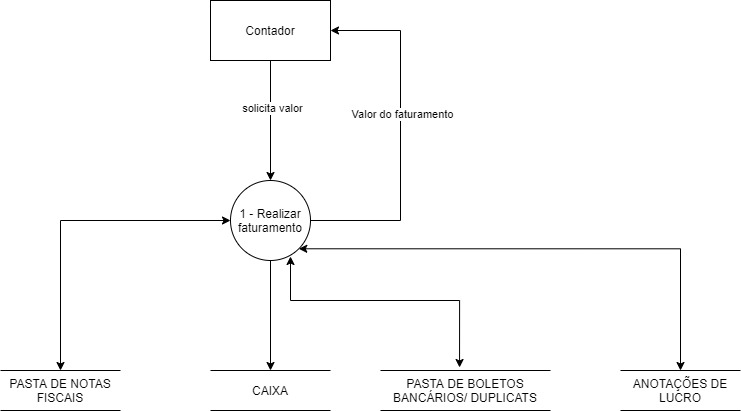 Contador
solicita valor
Valor do faturamento
1 - Realizar
faturamento
PASTA DE NOTAS
FISCAIS
CAIXA
PASTA DE BOLETOS
BANCÁRIOS/ DUPLICATS
ANOTAÇÕES DE
LUCRO